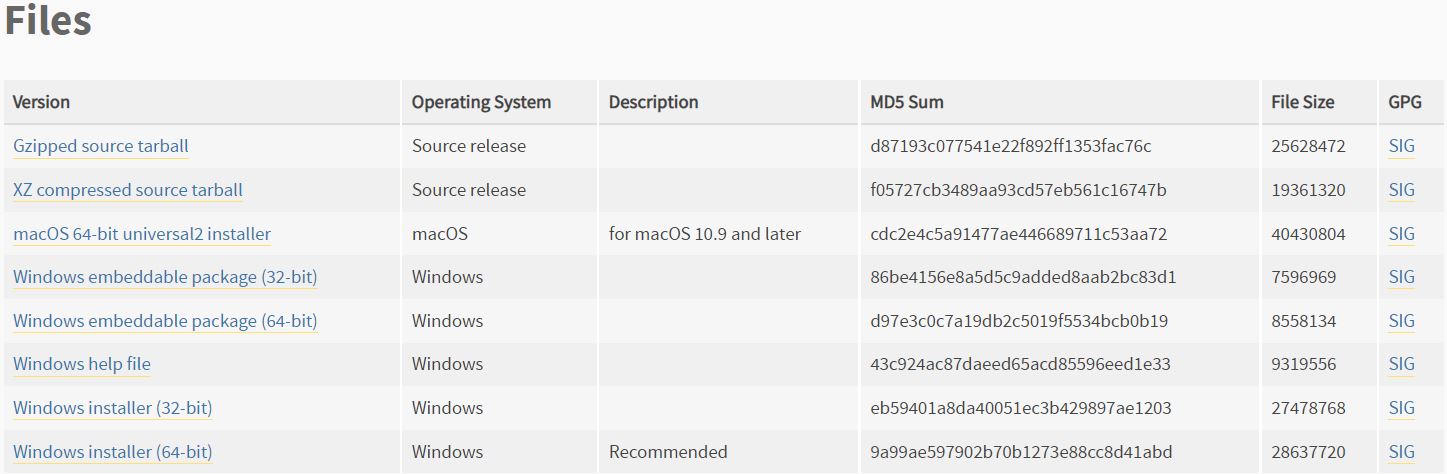 Files
Version Operating System Description MD5 Sum File Size GPG
Gzipped source tarball Source release d87193c077541e22f892ff1353fac76c 25628472 SIG
XZ compressed source tarball Source release f05727cb3489aa93cd57eb561c16747b 19361320 SIG
macOS 64-bit universal2 installer macOS for macOS 10.9 and later cdc2e4c5a91477ae446689711c53aa72 40430804 SIG
Windows embeddable package (32-bit) Windows 86be4156e8a5d5c9added8aab2bc83d1 7596969 SIG
Windows embeddable package (64-bit) Windows d97e3c0c7a19db2c5019f5534bcb0b19 8558134 SIG
Windows help file Windows 43c924ac87daeed65acd85596eed1e33 9319556 SIG
Windows installer (32-bit) Windows eb59401a8da40051ec3b429897ae1203 27478768 SIG
Windows installer (64-bit) Windows Recommended 9a99ae597902b70b1273e88cc8d41abd 28637720 SIG